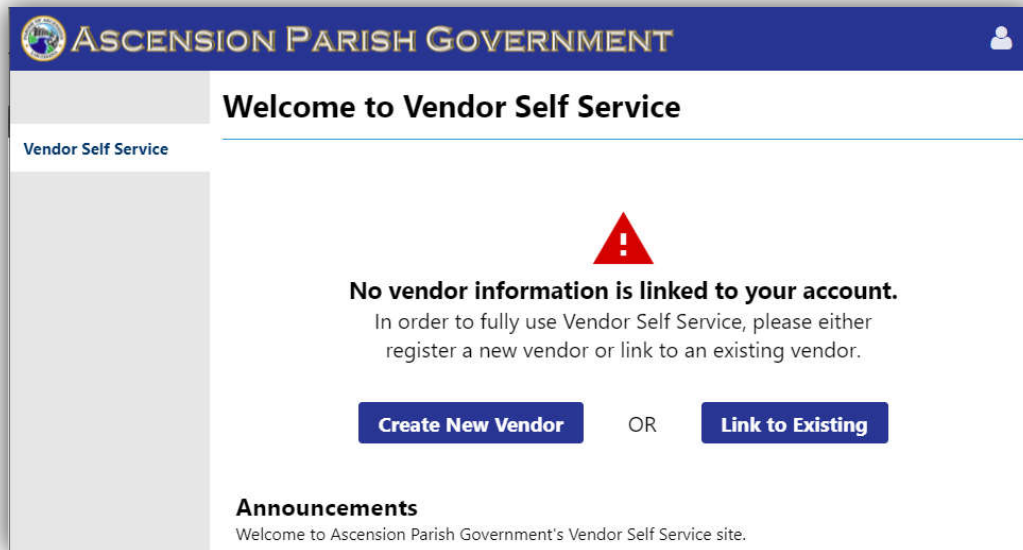 ASCENSION PARISH GOVERNMENT
Welcome to Vendor Self Service
Vendor Self Service
No vendor information is linked to your account.
In order to fully use Vendor Self Service, please either
register a new vendor or link to an existing vendor.
Create New Vendor OR Link to Existing
Announcements
Welcome to Ascension Parish Government's Vendor Self Service site.